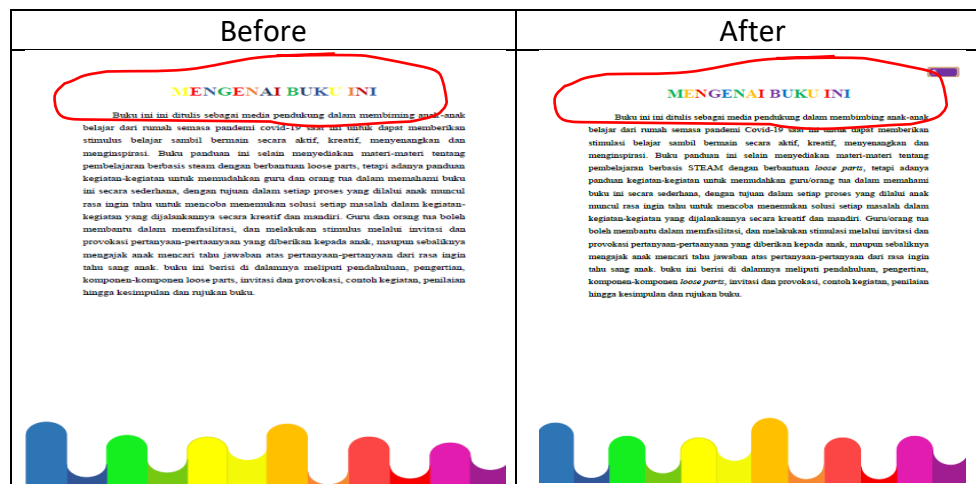 Before
After
MENGENAI BUKU INI
Buku ini ini ditulis sebagai media pendukung dalam membiming anak-anak
belajar dari rumah semasa pandemi covid-19 saat ini untuk dapat memberikan
stimulus belajar sambil bermain secara aktif, kreatif, menyenangkan dan
menginspirasi. Buku panduan ini selain menyediakan materi-materi tentang
pembelajaran berbasis steam dengan berbantuan loose parts, tetapi adanya panduan
kegiatan-kegiatan untuk memudahkan guru dan orang tua dalam memahami buku
ini secara sederhana, dengan tujuan dalam setiap proses yang dilalui anak muncul
rasa ingin tahu untuk mencoba menemukan solusi setiap masalah dalam kegiatan-
kegiatan yang dijalankannya secara kreatif dan mandiri. Guru dan orang tua boleh
membantu dalam memfasilitasi, dan melakukan stimulus melalui invitasi dan
provokasi pertanyaan-pertaanyaan yang diberikan kepada anak, maupun sebaliknya
mengajak anak mencari tahu jawaban atas pertanyaan-pertanyaan dari rasa ingin
tahu sang anak. buku ini berisi di dalamnya meliputi pendahuluan, pengertian,
komponen-komponen loose parts, invitasi dan provokasi, contoh kegiatan, penilaian
hingga kesimpulan dan rujukan buku.
MENGENAI BUKU INI
Buku ini ini ditulis sebagai media pendukung dalam membimbing anak-anak
belajar dari rumah semasa pandemi Covid-19 saat ini untuk dapat memberikan
stimulasi belajar sambil bermain secara aktif, kreatif, menyenangkan dan
menginspirasi. Buku panduan ini selain menyediakan materi-materi tentang
pembelajaran berbasis STEAM dengan berbantuan loose parts, tetapi adanya
panduan kegiatan-kegiatan untuk memudahkan guru/orang tua dalam memahami
buku ini secara sederhana, dengan tujuan dalam setiap proses yang dilalui anak
muncul rasa ingin tahu untuk mencoba menemukan solusi setiap masalah dalam
kegiatan-kegiatan yang dijalankannya secara kreatif dan mandiri. Guru/orang tua
boleh membantu dalam memfasilitasi, dan melakukan stimulasi melalui invitasi dan
provokasi pertanyaan-pertanyaan yang diberikan kepada anak, maupun sebaliknya
mengajak anak mencari tahu jawaban atas pertanyaan-pertanyaan dari rasa ingin
tahu sang anak. buku ini berisi di dalamnya meliputi pendahuluan, pengertian,
komponen-komponen loose parts, invitasi dan provokasi, contoh kegiatan, penilaian
hingga kesimpulan dan rujukan buku.